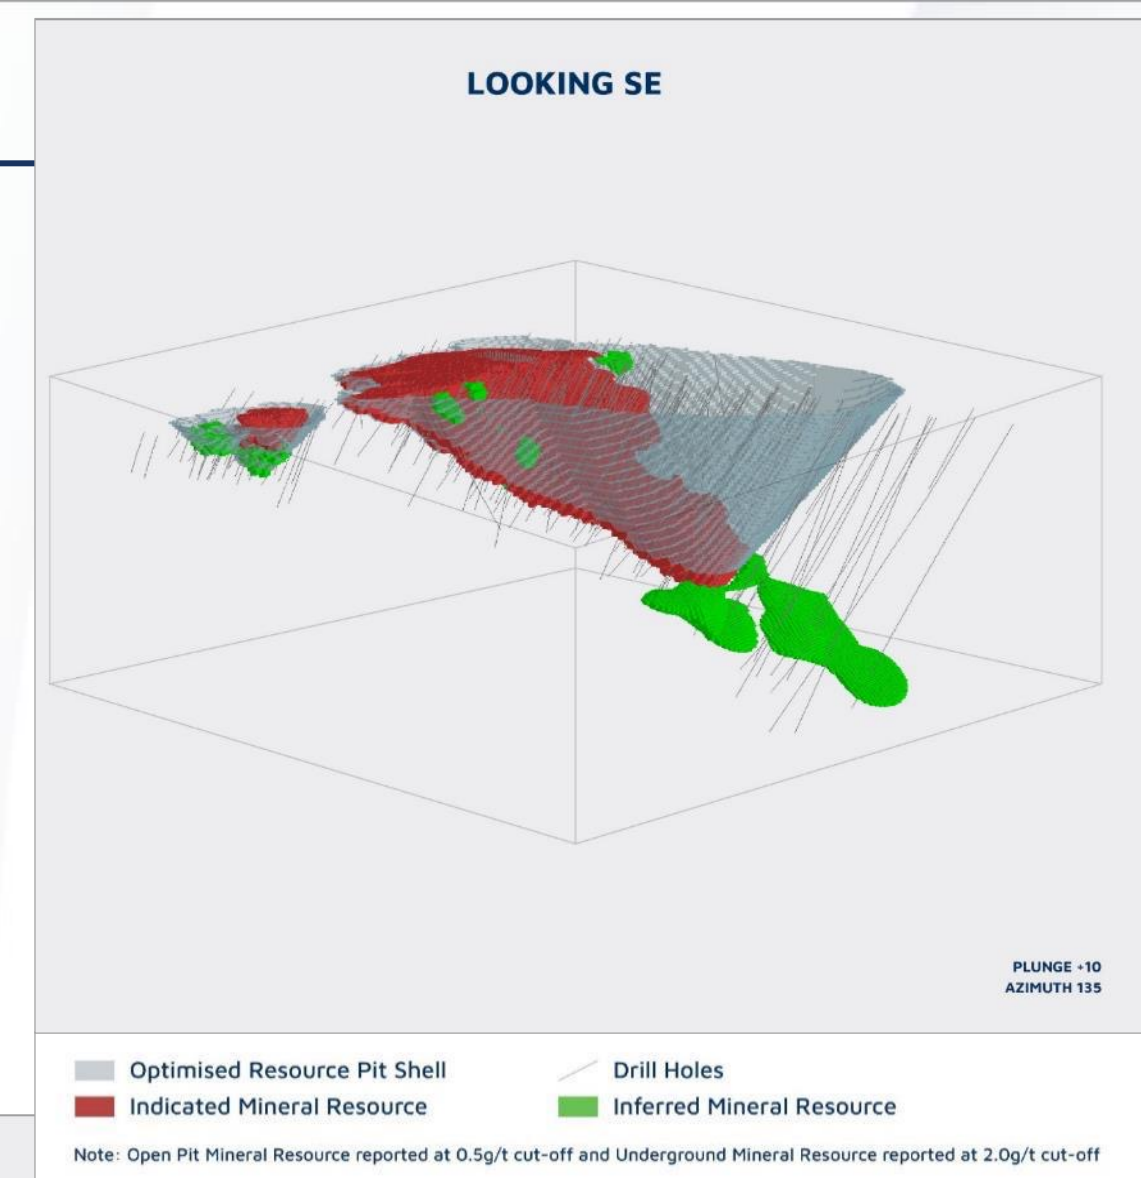 LOOKING SE
PLUNGE +10
AZIMUTH 135
Optimised Resource Pit Shell
Drill Holes
Indicated Mineral Resource
Inferred Mineral Resource
Note: Open Pit Mineral Resource reported at 0.5g/t cut-off and Underground Mineral Resource reported at 2.0g/t cut-off